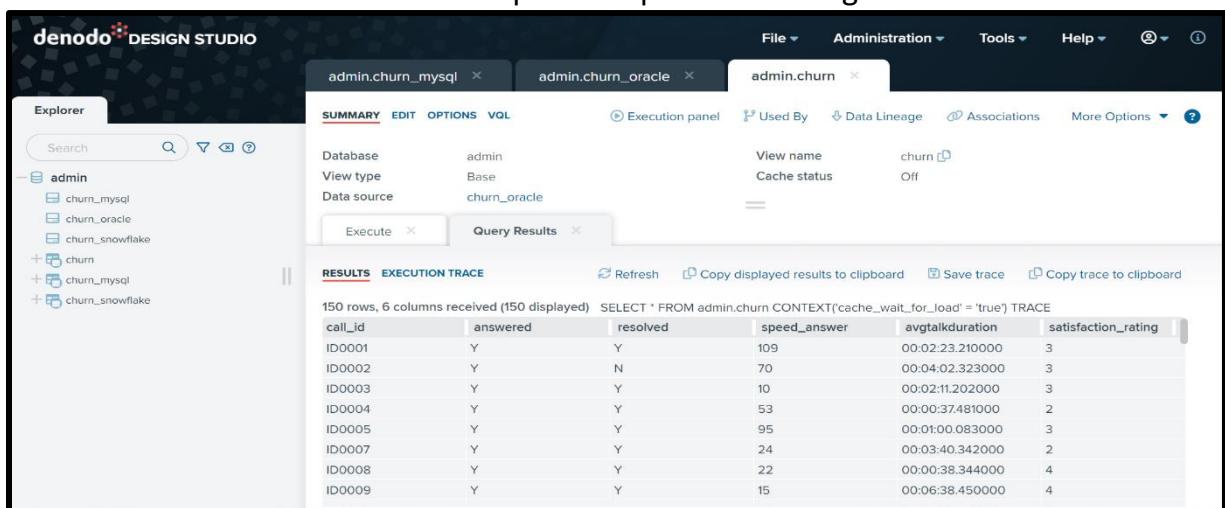 denodo DESIGN STUDIO
File Administration Tools Help
admin.churn_mysql × admin.churn_oracle × admin.churn ×
Explorer
SUMMARY EDIT OPTIONS VQL Execution panel Used By Data Lineage Associations More Options ?
Search
Database admin View name churn
View type Base Cache status Off
Data source churn_oracle
admin
churn_mysql
churn_oracle
churn_snowflake
churn
churn_mysql
churn_snowflake
Execute × Query Results ×
RESULTS EXECUTION TRACE Refresh Copy displayed results to clipboard Save trace Copy trace to clipboard
150 rows, 6 columns received (150 displayed) SELECT * FROM admin.churn CONTEXT('cache_wait_for_load' = 'true') TRACE
call_id answered resolved speed_answer avgtalkduration satisfaction_rating
ID0001 Y Y 109 00:02:23.210000 3
ID0002 Y N 70 00:04:02.323000 3
ID0003 Y Y 10 00:02:11.202000 3
ID0004 Y Y 53 00:00:37.481000 2
ID0005 Y Y 95 00:01:00.083000 3
ID0007 Y Y 24 00:03:40.342000 2
ID0008 Y Y 22 00:00:38.344000 4
ID0009 Y Y 15 00:06:38.450000 4